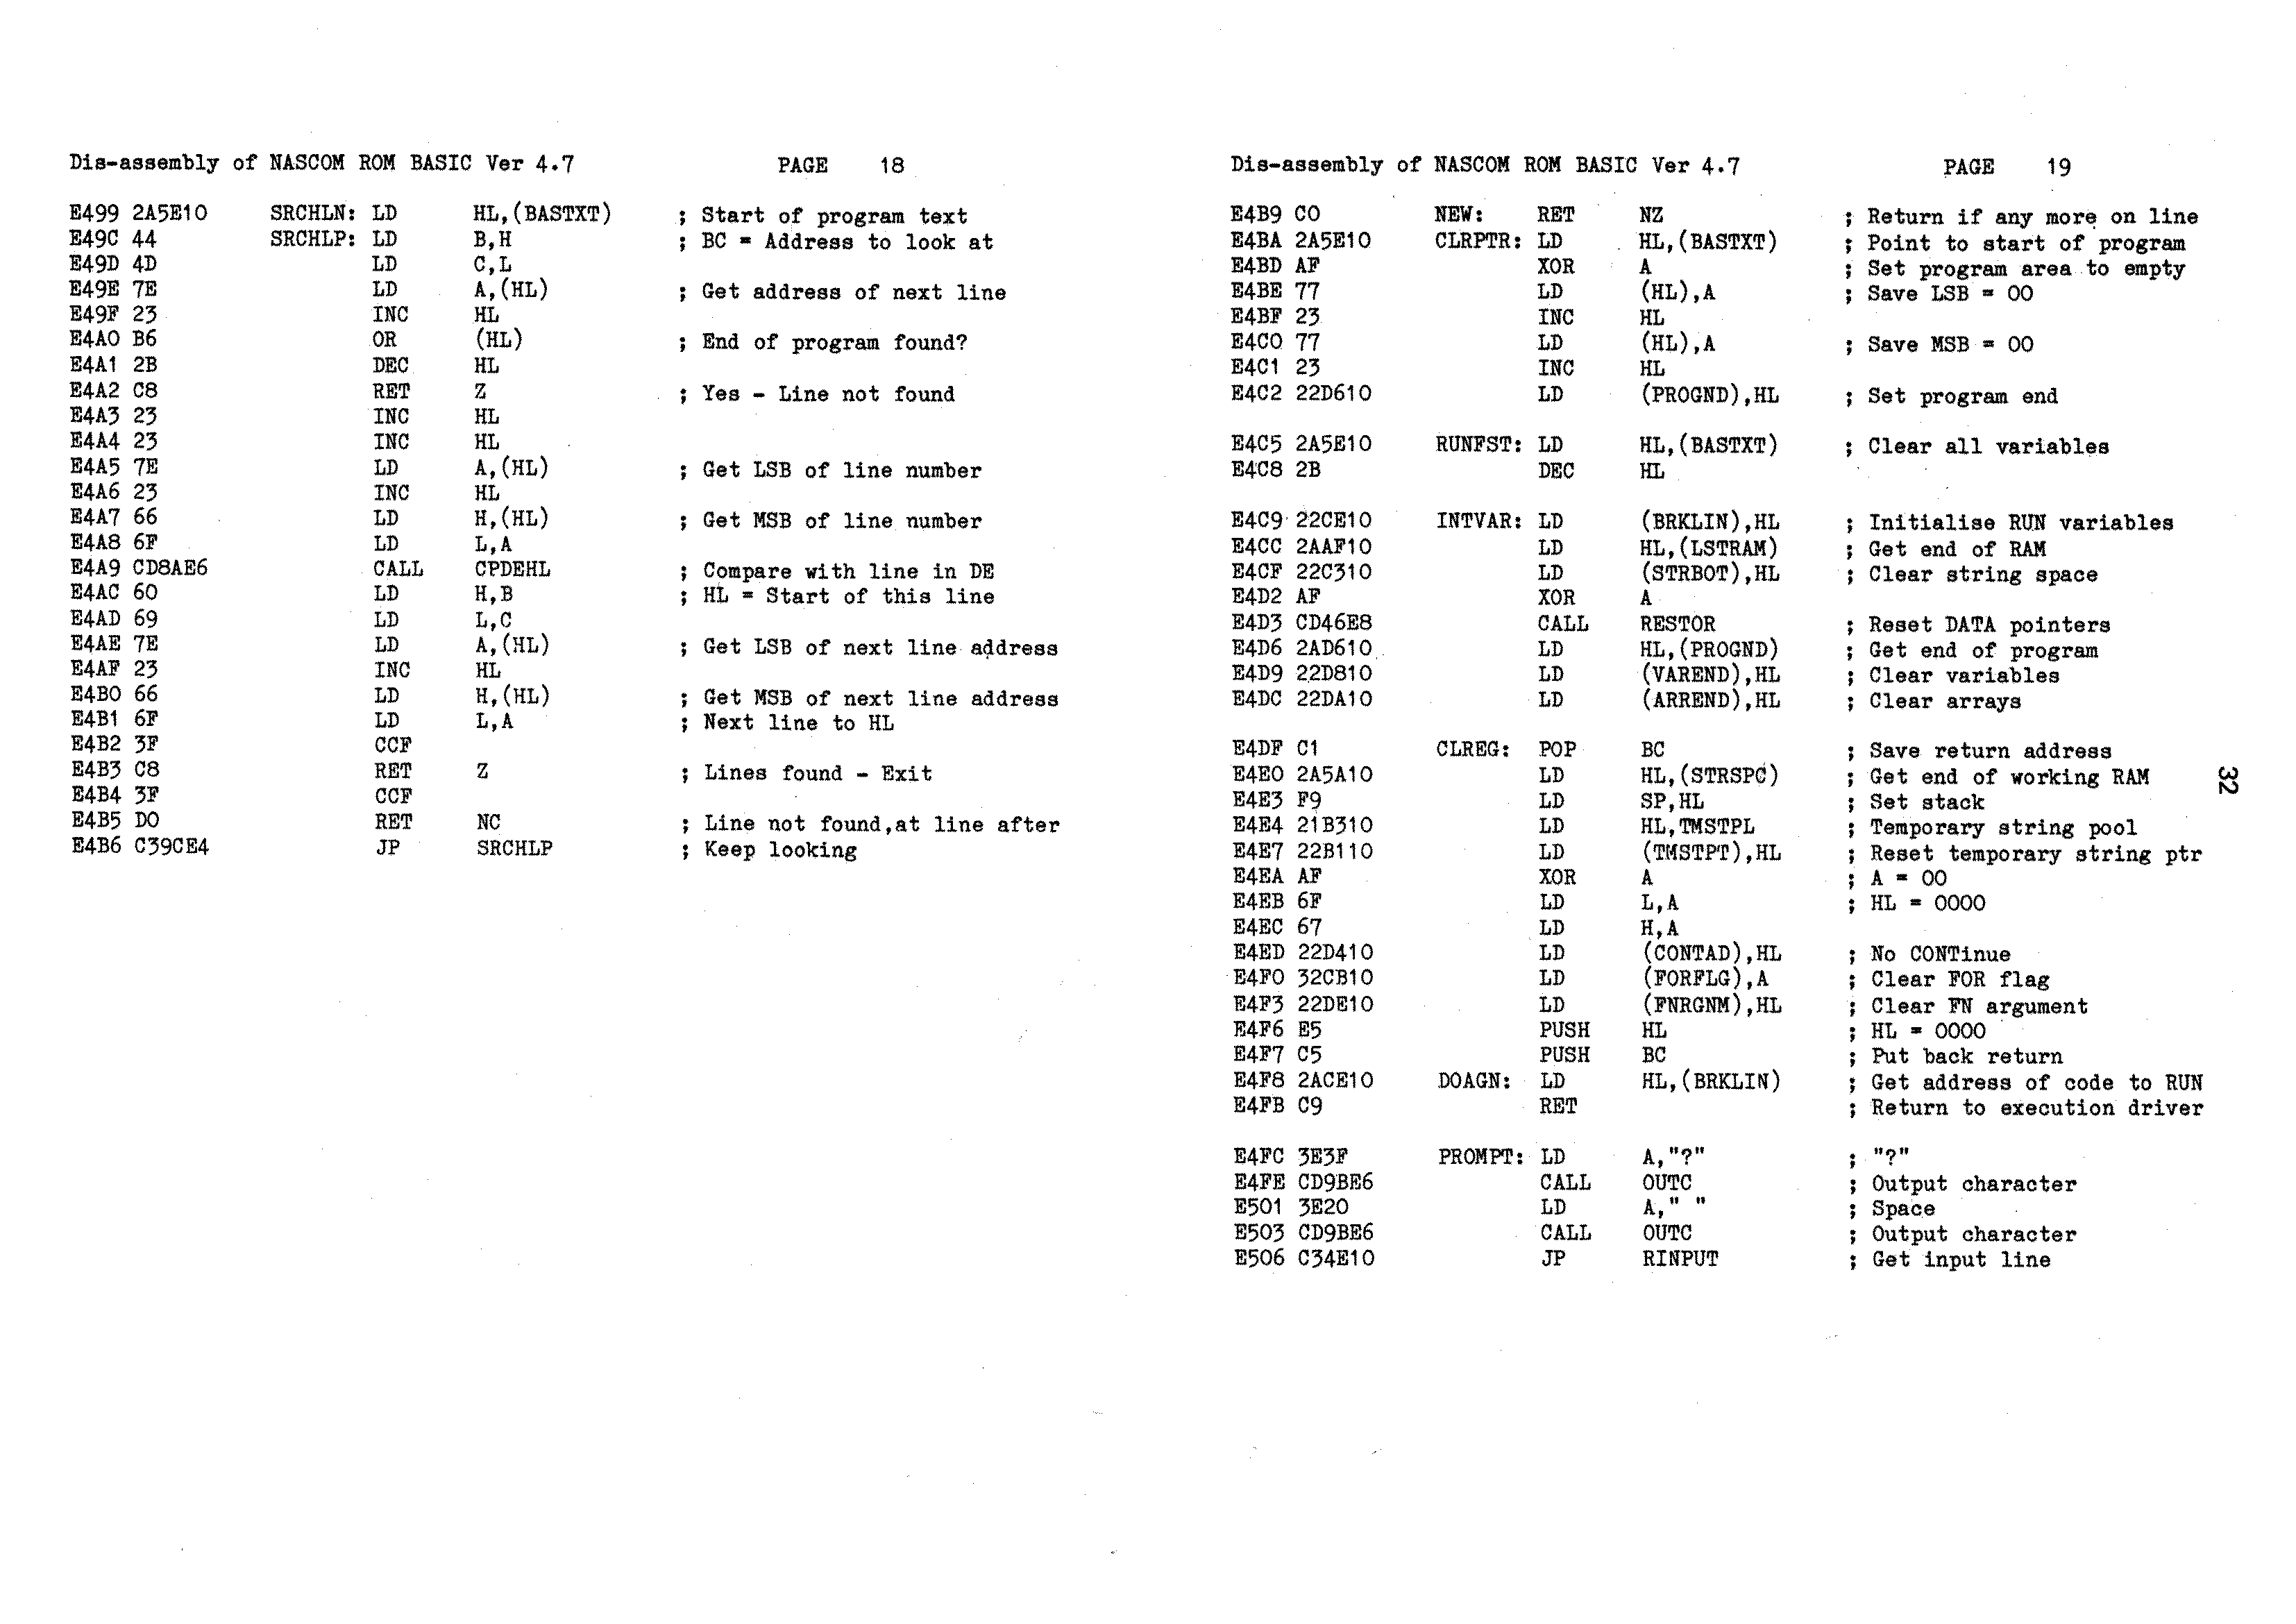 Dis-assembly of NASCOM ROM BASIC Ver 4.7 PAGE 18
E499 2A5E10 SRCHLN: LD HL,(BASTXT) ; Start of program text
E49C 44 SRCHLP: LD B,H ; BC = Address to look at
E49D 4D LD C,L
E49E 7E LD A,(HL) ; Get address of next line
E49F 23 INC HL
E4A0 B6 OR (HL) ; End of program found?
E4A1 2B DEC HL
E4A2 C8 RET Z ; Yes - Line not found
E4A3 23 INC HL
E4A4 23 INC HL
E4A5 7E LD A,(HL) ; Get LSB of line number
E4A6 23 INC HL
E4A7 66 LD H,(HL) ; Get MSB of line number
E4A8 6F LD L,A
E4A9 CD8AE6 CALL CPDEHL ; Compare with line in DE
E4AC 60 LD H,B ; HL = Start of this line
E4AD 69 LD L,C
E4AE 7E LD A,(HL) ; Get LSB of next line address
E4AF 23 INC HL
E4B0 66 LD H,(HL) ; Get MSB of next line address
E4B1 6F LD L,A ; Next line to HL
E4B2 3F CCF
E4B3 C8 RET Z ; Lines found - Exit
E4B4 3F CCF
E4B5 D0 RET NC ; Line not found,at line after
E4B6 C39CE4 JP SRCHLP ; Keep looking
Dis-assembly of NASCOM ROM BASIC Ver 4.7 PAGE 19
E4B9 C0 NEW: RET NZ ; Return if any more on line
E4BA 2A5E10 CLRPTR: LD HL,(BASTXT) ; Point to start of program
E4BD AF XOR A ; Set program area to empty
E4BE 77 LD (HL),A ; Save LSB = 00
E4BF 23 INC HL
E4C0 77 LD (HL),A ; Save MSB = 00
E4C1 23 INC HL
E4C2 22D610 LD (PROGND),HL ; Set program end
E4C5 2A5E10 RUNFST: LD HL,(BASTXT) ; Clear all variables
E4C8 2B DEC HL
E4C9 22CE10 INTVAR: LD (BRKLIN),HL ; Initialise RUN variables
E4CC 2AAF10 LD HL,(LSTRAM) ; Get end of RAM
E4CF 22C310 LD (STRBOT),HL ; Clear string space
E4D2 AF XOR A
E4D3 CD46E8 CALL RESTOR ; Reset DATA pointers
E4D6 2AD610 LD HL,(PROGND) ; Get end of program
E4D9 22D810 LD (VAREND),HL ; Clear variables
E4DC 22DA10 LD (ARREND),HL ; Clear arrays
E4DF C1 CLREG: POP BC ; Save return address
E4E0 2A5A10 LD HL,(STRSPC) ; Get end of working RAM
E4E3 F9 LD SP,HL ; Set stack
E4E4 21B310 LD HL,TMSTPL ; Temporary string pool
E4E7 22B110 LD (TMSTPT),HL ; Reset temporary string ptr
E4EA AF XOR A ; A = 00
E4EB 6F LD L,A ; HL = 0000
E4EC 67 LD H,A
E4ED 22D410 LD (CONTAD),HL ; No CONTinue
E4F0 32CB10 LD (FORFLG),A ; Clear FOR flag
E4F3 22DE10 LD (FNRGNM),HL ; Clear FN argument
E4F6 E5 PUSH HL ; HL = 0000
E4F7 C5 PUSH BC ; Put back return
E4F8 2ACE10 DOAGN: LD HL,(BRKLIN) ; Get address of code to RUN
E4FB C9 RET ; Return to execution driver
E4FC 3E3F PROMPT: LD A,"?" ; "?"
E4FE CD9BE6 CALL OUTC ; Output character
E501 3E20 LD A," " ; Space
E503 CD9BE6 CALL OUTC ; Output character
E506 C34E10 JP RINPUT ; Get input line
32